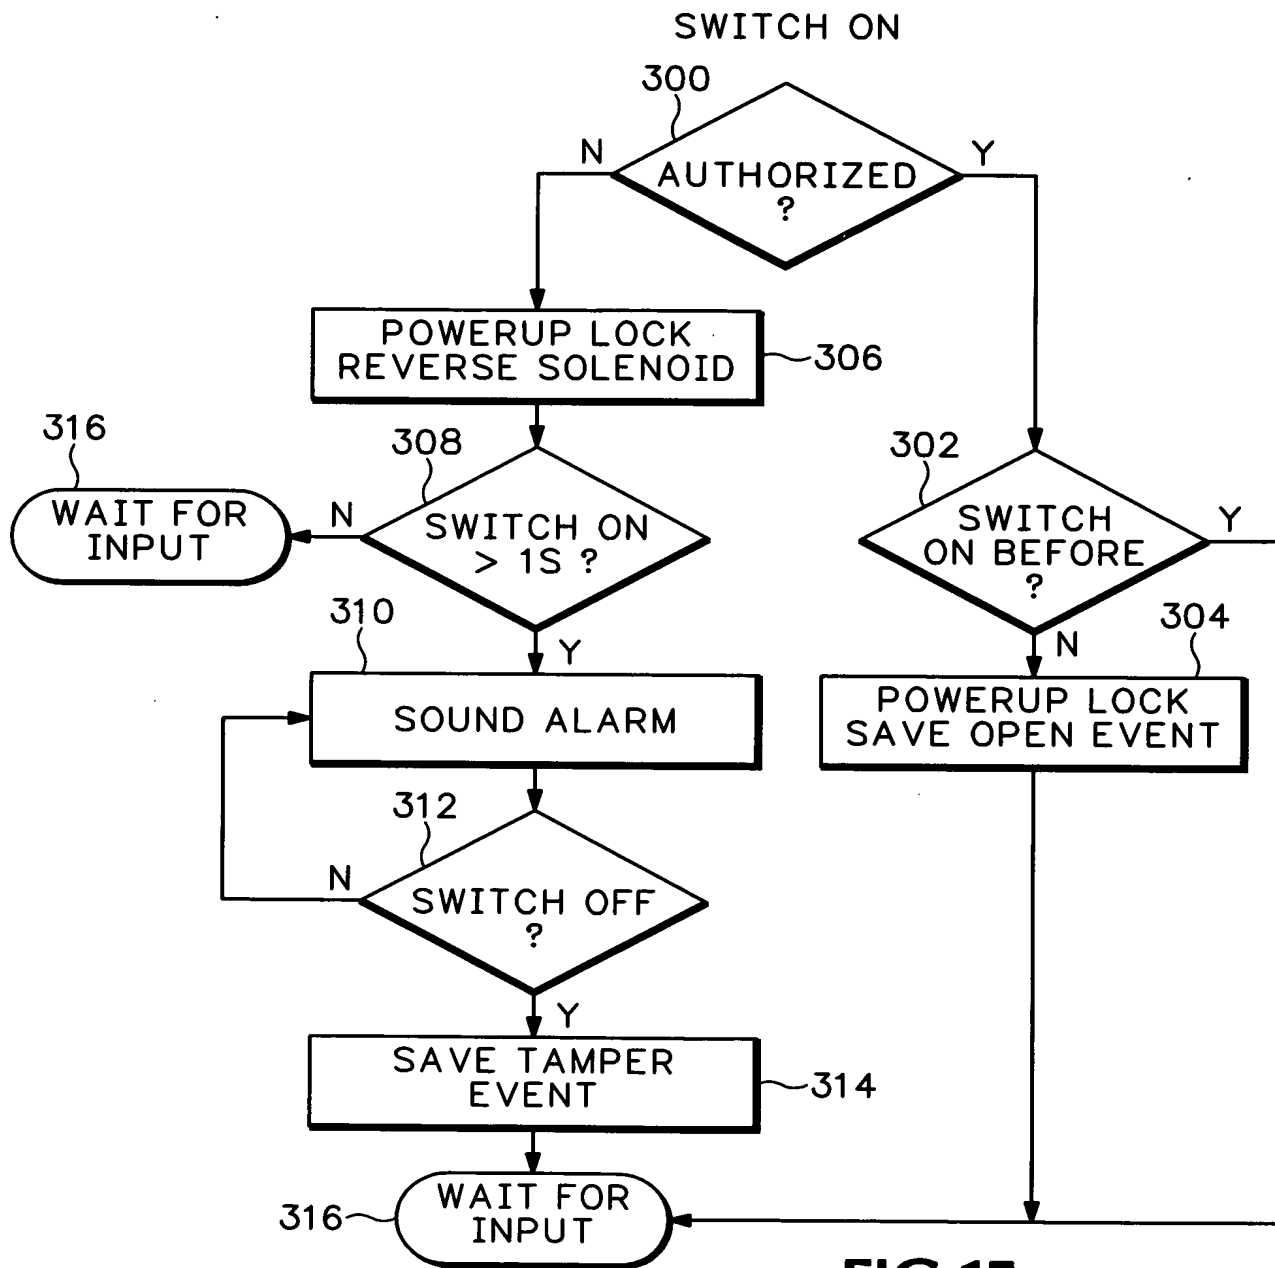 SWITCH ON
300
N
Y
AUTHORIZED
?
POWERUP LOCK
REVERSE SOLENOID
306
316
308
302
WAIT FOR
INPUT
N
SWITCH ON
> 1S ?
SWITCH
ON BEFORE
?
Y
310
Y
304
N
SOUND ALARM
POWERUP LOCK
SAVE OPEN EVENT
312
N
SWITCH OFF
?
Y
SAVE TAMPER
EVENT
314
316
WAIT FOR
INPUT